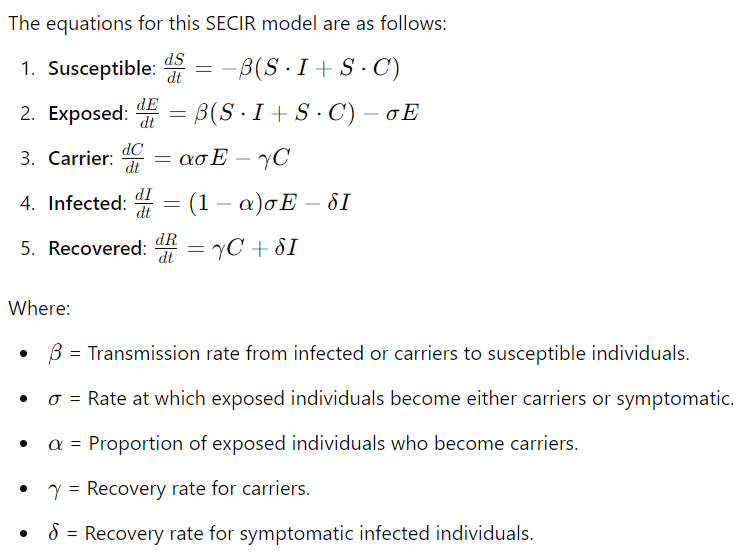 The equations for this SECIR model are as follows:
1. Susceptible: dS/dt = −β(S · I + S · C)
2. Exposed: dE/dt = β(S · I + S · C) − σE
3. Carrier: dC/dt = ασE − γC
4. Infected: dI/dt = (1 − α)σE − δI
5. Recovered: dR/dt = γC + δI
Where:
• β = Transmission rate from infected or carriers to susceptible individuals.
• σ = Rate at which exposed individuals become either carriers or symptomatic.
• α = Proportion of exposed individuals who become carriers.
• γ = Recovery rate for carriers.
• δ = Recovery rate for symptomatic infected individuals.